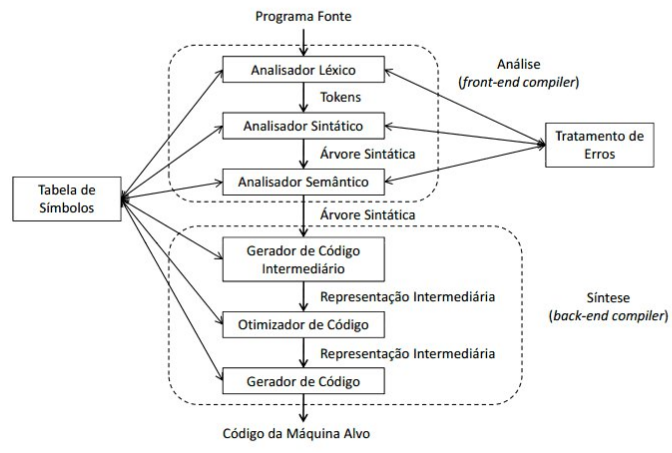 Programa Fonte
Analisador Léxico
Análise
(front-end compiler)
Tokens
Analisador Sintático
Tratamento de
Erros
Árvore Sintática
Analisador Semântico
Tabela de
Símbolos
Árvore Sintática
Gerador de Código
Intermediário
Representação Intermediária
Síntese
(back-end compiler)
Otimizador de Código
Representação Intermediária
Gerador de Código
Código da Máquina Alvo